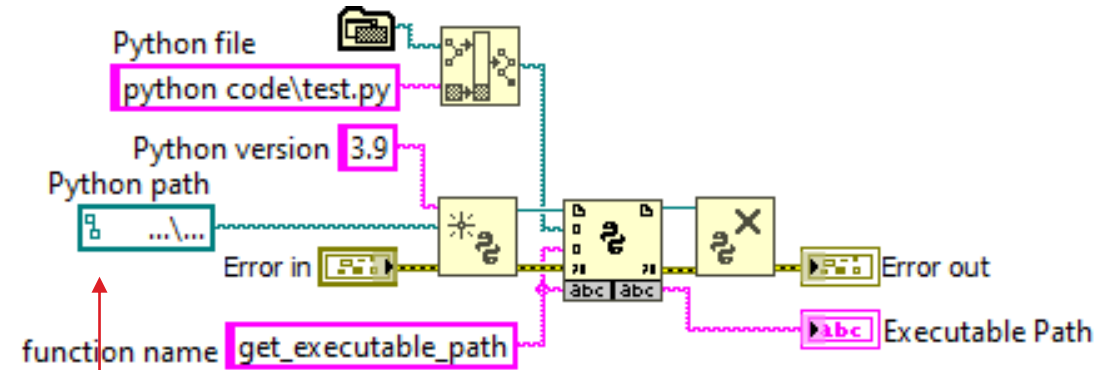 Python file
python code\test.py
Python version 3.9
Python path
...\...
Error in
Error out
abc abc
abc Executable Path
function name get_executable_path